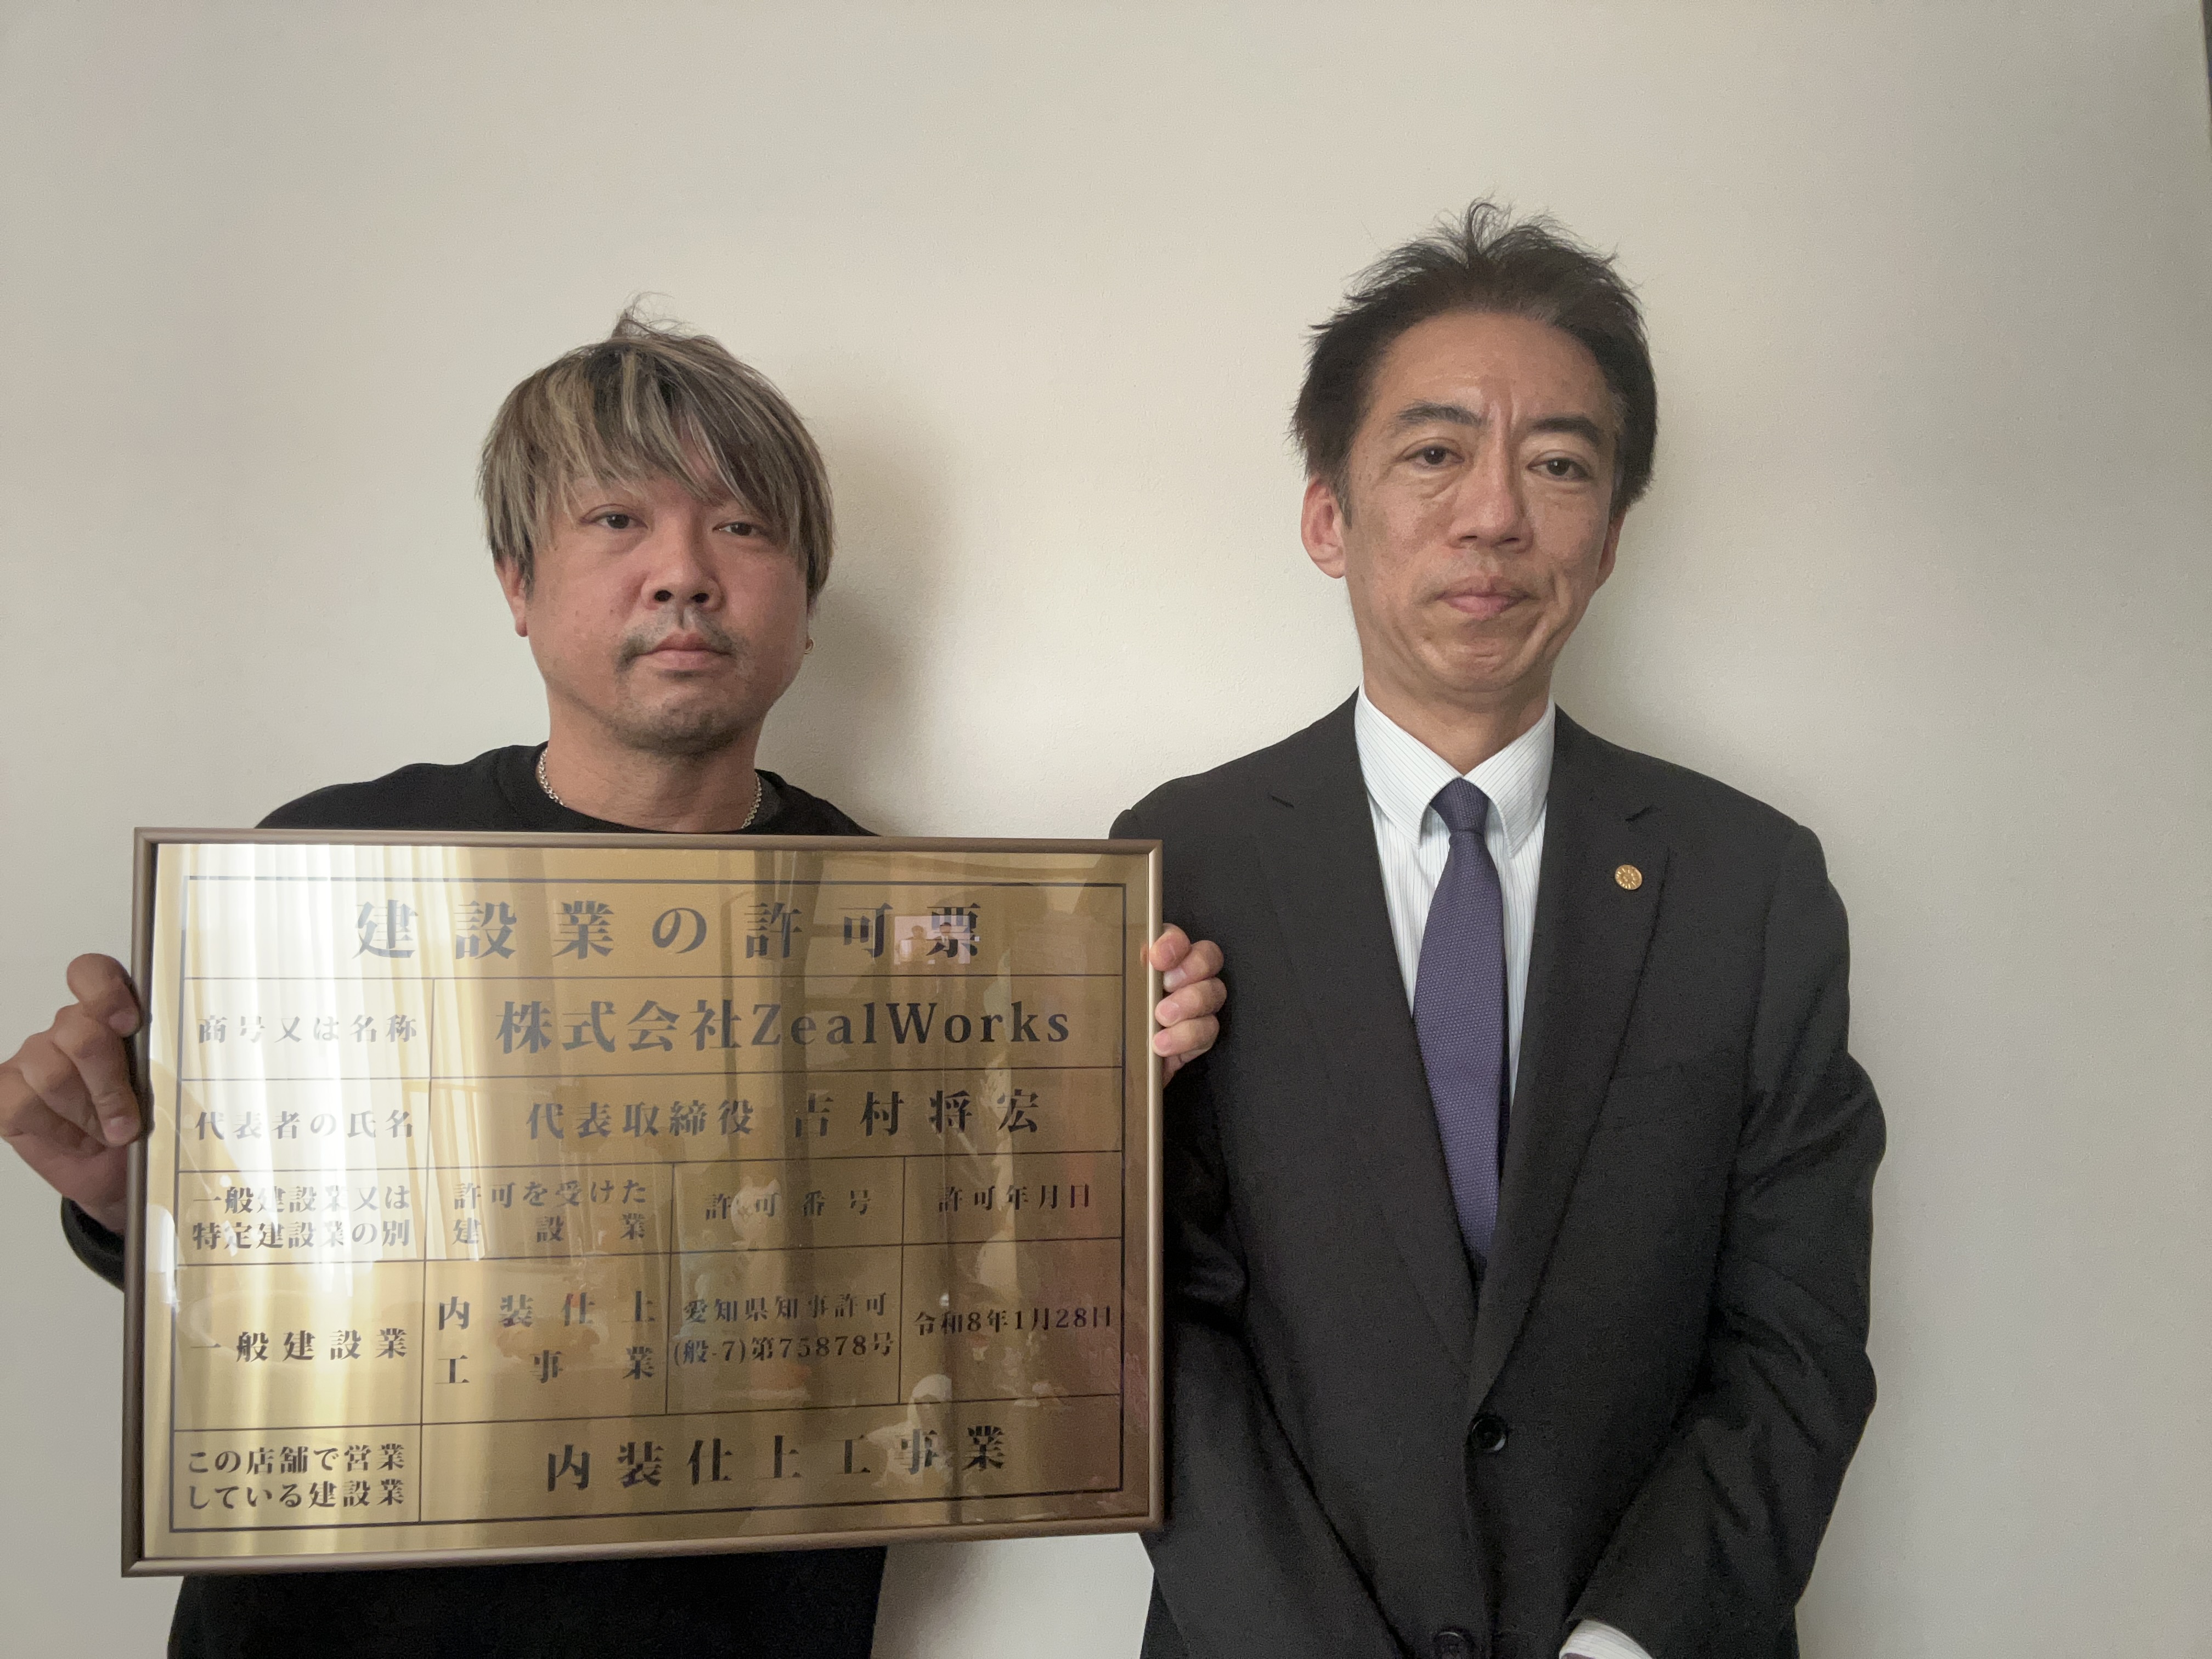 建設業の許可票
商号又は名称 株式会社ZealWorks
代表者の氏名 代表取締役 吉村将宏
一般建設業又は
特定建設業の別
許可を受けた
建設業
許可番号
許可年月日
一般建設業
内装仕上
工事業
愛知県知事許可
(般-7)第75878号
令和8年1月28日
この店舗で営業
している建設業
内装仕上工事業